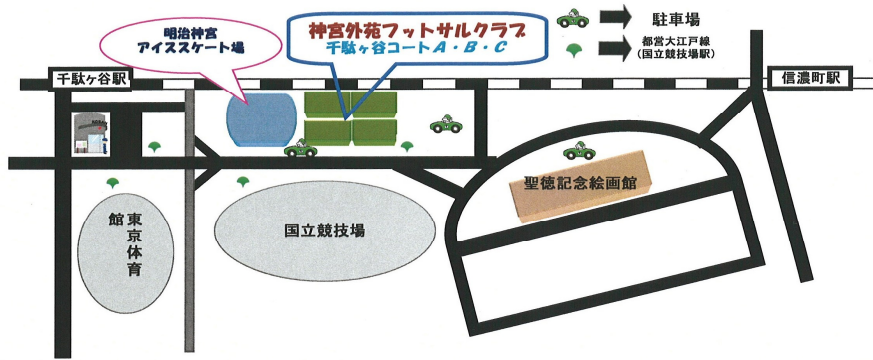 明治神宮
アイススケート場
神宮外苑フットサルクラブ
千駄ヶ谷コートA・B・C
駐車場
都営大江戸線
(国立競技場駅)
千駄ヶ谷駅
信濃町駅
聖徳記念絵画館
東京体育館
国立競技場